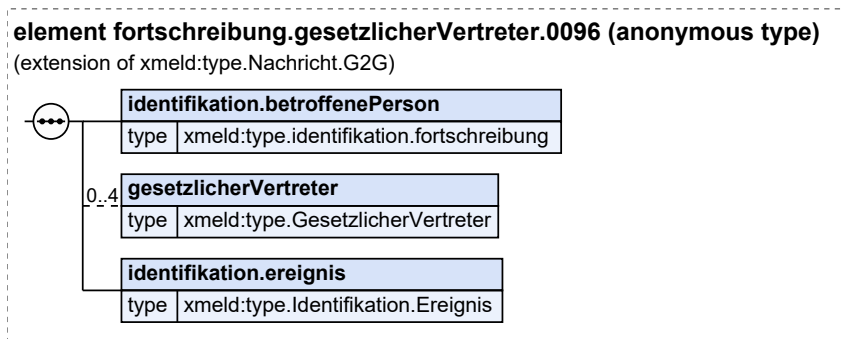 element fortschreibung.gesetzlicherVertreter.0096 (anonymous type)
(extension of xmeld:type.Nachricht.G2G)
identifikation.betroffenePerson
type xmeld:type.identifikation.fortschreibung
0..4 gesetzlicherVertreter
type xmeld:type.GesetzlicherVertreter
identifikation.ereignis
type xmeld:type.Identifikation.Ereignis